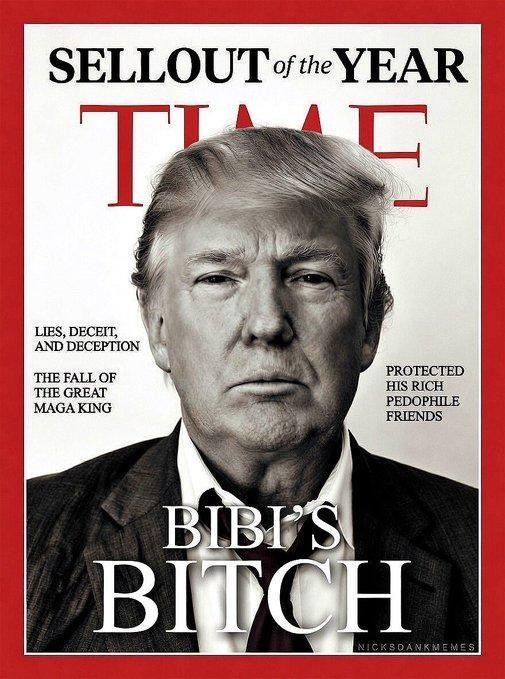 SELLOUT of the YEAR
TIME
LIES, DECEIT,
AND DECEPTION
THE FALL OF
THE GREAT
MAGA KING
PROTECTED
HIS RICH
PEDOPHILE
FRIENDS
BIBI'S
BITCH
NICKSDANKMEMES